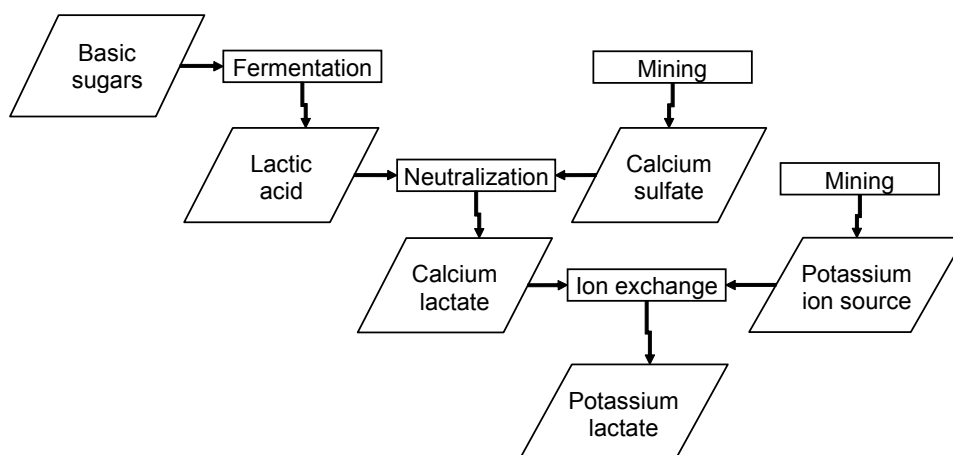 Basic
sugars
Fermentation
Mining
Lactic
acid
Neutralization
Calcium
sulfate
Mining
Calcium
lactate
Ion exchange
Potassium
ion source
Potassium
lactate